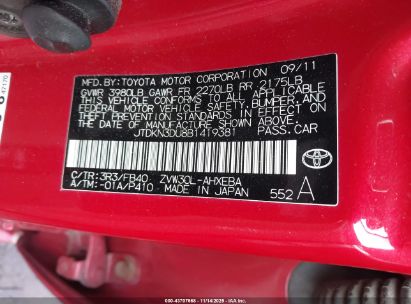 MFD. BY: TOYOTA MOTOR CORPORATION 09/11
GVWR 3980LB GAWR FR 2270LB RR 2175LB
THIS VEHICLE CONFORMS TO ALL APPLICABLE
FEDERAL MOTOR VEHICLE SAFETY, BUMPER, AND
THEFT PREVENTION STANDARDS IN EFFECT ON
THE DATE OF MANUFACTURE SHOWN ABOVE.
JTDKN3DU8B1419381 PASS.CAR
C/TR: 3R3/FB40 ZVW30L-AHXEBA
A/TM: -01A/P410 MADE IN JAPAN 552 A
TOYOTA